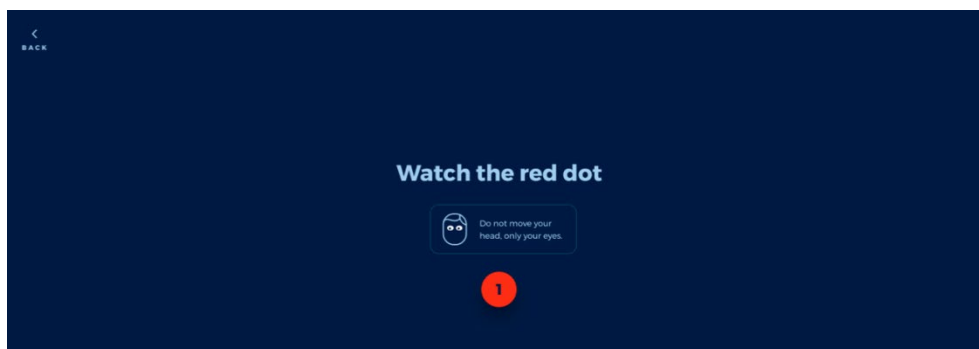 BACK
Watch the red dot
Do not move your
head, only your eyes.
1